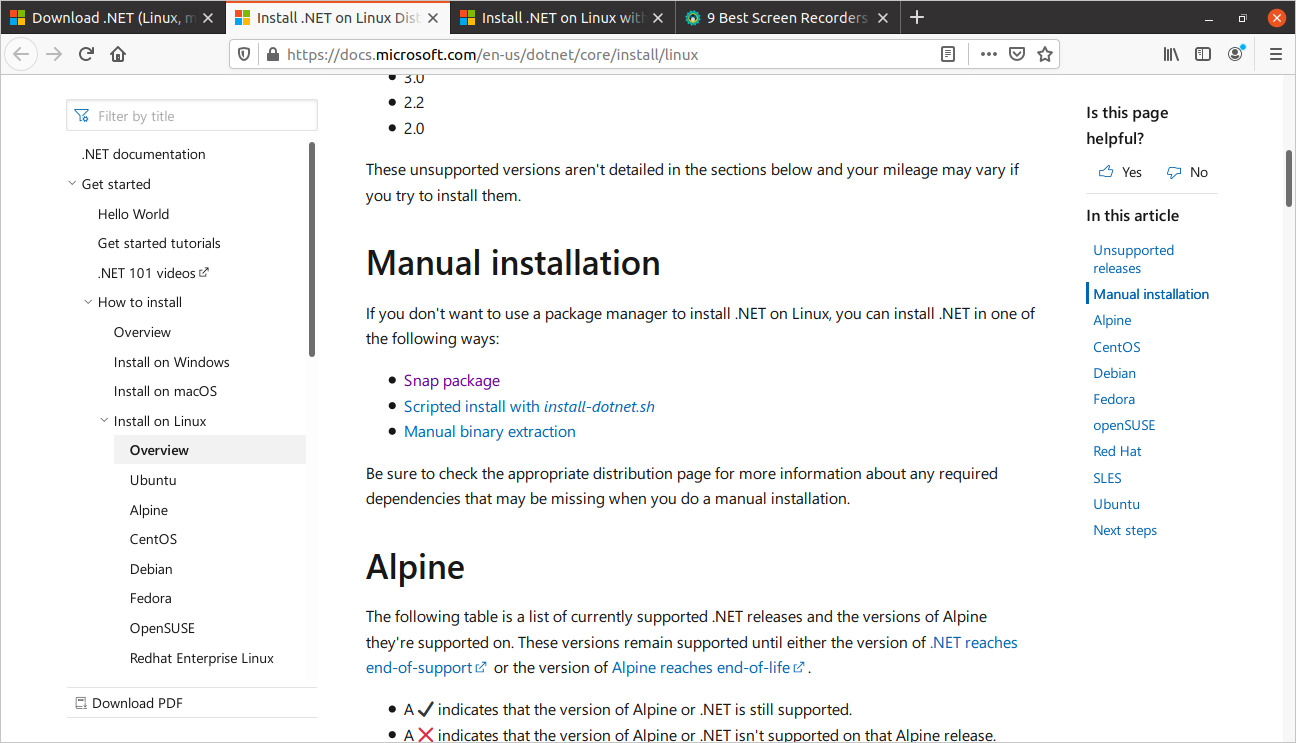 Download .NET (Linux, m
Install .NET on Linux Dist
Install .NET on Linux with
9 Best Screen Recorders
https://docs.microsoft.com/en-us/dotnet/core/install/linux
Filter by title
.NET documentation
Get started
Hello World
Get started tutorials
.NET 101 videos
How to install
Overview
Install on Windows
Install on macOS
Install on Linux
Overview
Ubuntu
Alpine
CentOS
Debian
Fedora
OpenSUSE
Redhat Enterprise Linux
Download PDF
• 3.0
• 2.2
• 2.0
These unsupported versions aren't detailed in the sections below and your mileage may vary if
you try to install them.
Manual installation
If you don't want to use a package manager to install .NET on Linux, you can install .NET in one of
the following ways:
• Snap package
• Scripted install with install-dotnet.sh
• Manual binary extraction
Be sure to check the appropriate distribution page for more information about any required
dependencies that may be missing when you do a manual installation.
Alpine
The following table is a list of currently supported .NET releases and the versions of Alpine
they're supported on. These versions remain supported until either the version of .NET reaches
end-of-support or the version of Alpine reaches end-of-life.
• A ✔ indicates that the version of Alpine or .NET is still supported.
• A ❌ indicates that the version of Alpine or .NET isn't supported on that Alpine release.
Is this page
helpful?
Yes No
In this article
Unsupported
releases
Manual installation
Alpine
CentOS
Debian
Fedora
openSUSE
Red Hat
SLES
Ubuntu
Next steps